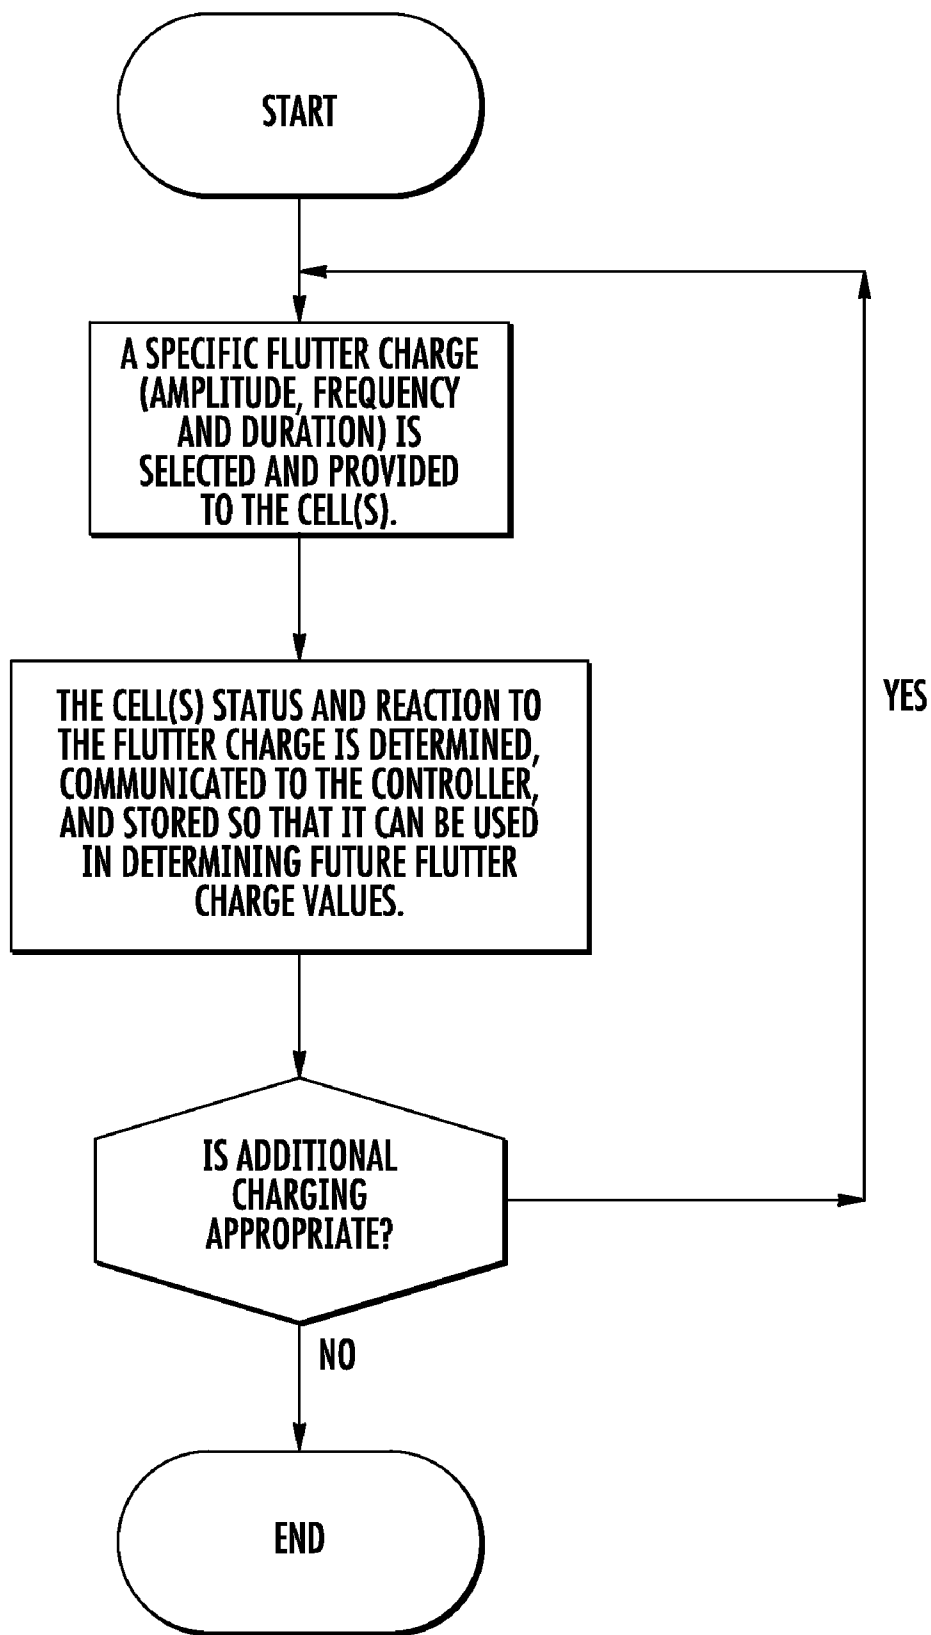 START
A SPECIFIC FLUTTER CHARGE
(AMPLITUDE, FREQUENCY
AND DURATION) IS
SELECTED AND PROVIDED
TO THE CELL(S).
THE CELL(S) STATUS AND REACTION TO
THE FLUTTER CHARGE IS DETERMINED,
COMMUNICATED TO THE CONTROLLER,
AND STORED SO THAT IT CAN BE USED
IN DETERMINING FUTURE FLUTTER
CHARGE VALUES.
YES
IS ADDITIONAL
CHARGING
APPROPRIATE?
NO
END